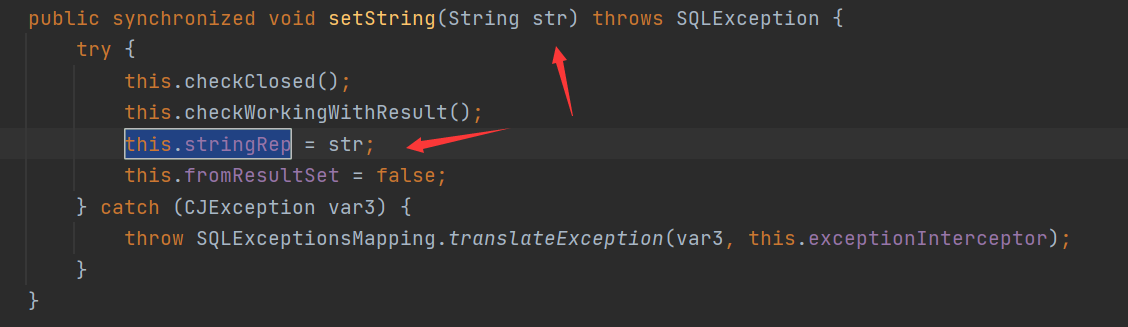 public synchronized void setString(String str) throws SQLException {
try {
this.checkClosed();
this.checkWorkingWithResult();
this.stringRep = str;
this.fromResultSet = false;
} catch (CJException var3) {
throw SQLExceptionsMapping.translateException(var3, this.exceptionInterceptor);
}
}